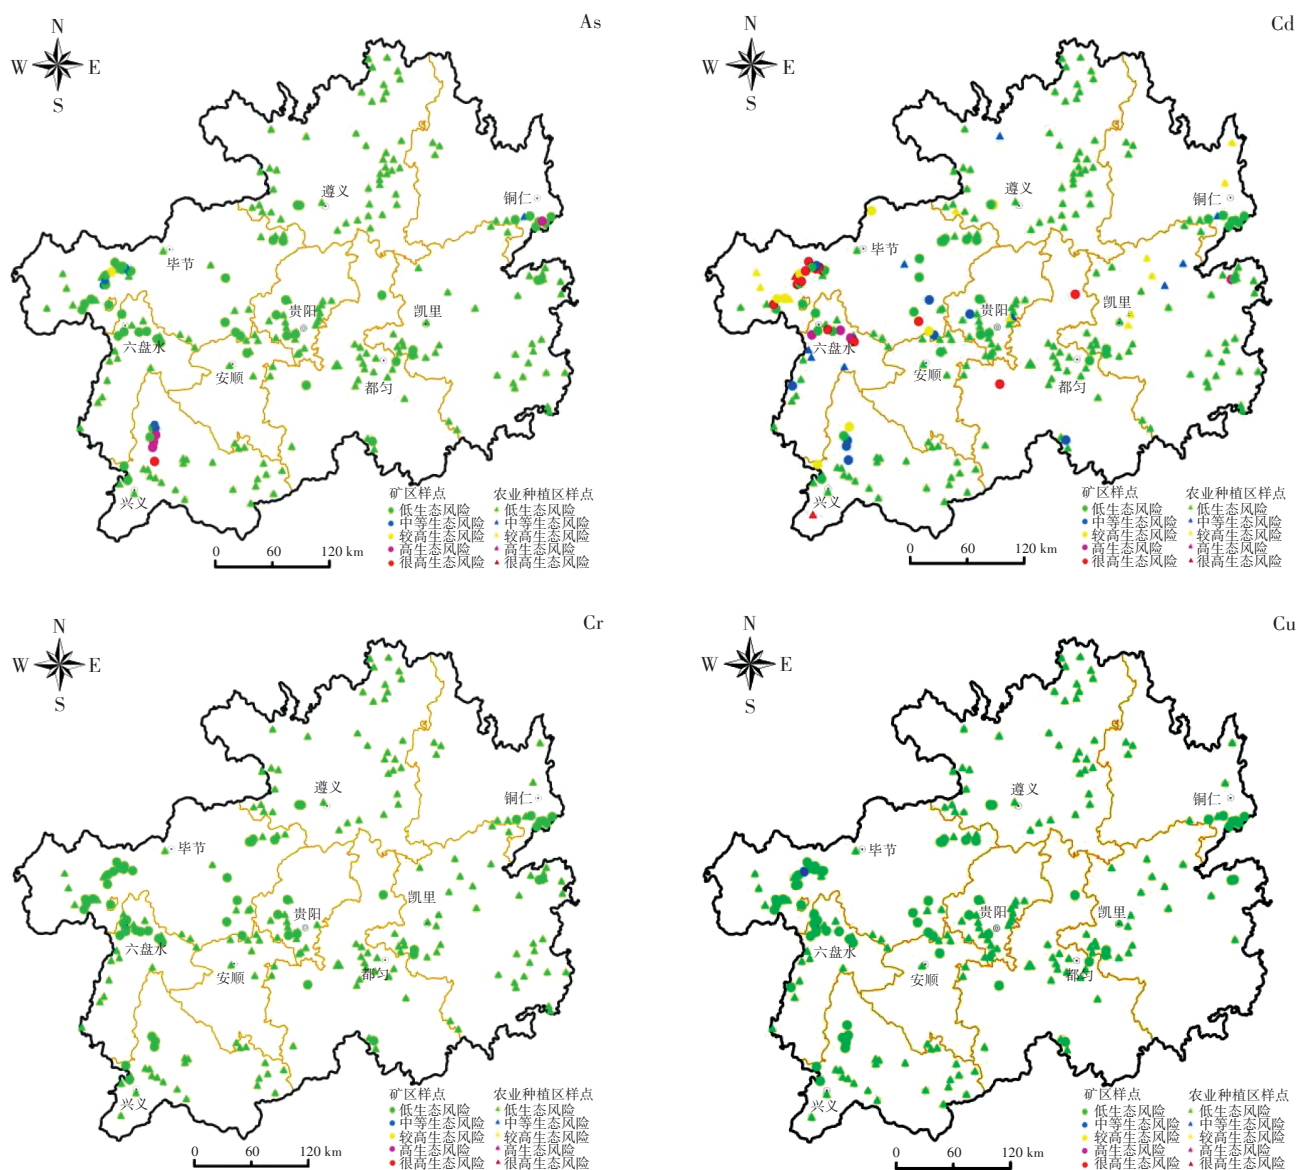 As
N
W E
S
遵义
铜仁
毕节
贵阳
凯里
六盘水
安顺
都匀
兴义
矿区样点 农业种植区样点
低生态风险 低生态风险
中等生态风险 中等生态风险
较高生态风险 较高生态风险
高生态风险 高生态风险
很高生态风险 很高生态风险
0 60 120 km
Cd
N
W E
S
遵义
铜仁
毕节
贵阳
凯里
六盘水
安顺
都匀
兴义
矿区样点 农业种植区样点
低生态风险 低生态风险
中等生态风险 中等生态风险
较高生态风险 较高生态风险
高生态风险 高生态风险
很高生态风险 很高生态风险
0 60 120 km
Cr
N
W E
S
遵义
铜仁
毕节
凯里
贵阳
六盘水
安顺
都匀
兴义
矿区样点 农业种植区样点
低生态风险 低生态风险
中等生态风险 中等生态风险
较高生态风险 较高生态风险
高生态风险 高生态风险
很高生态风险 很高生态风险
0 60 120 km
Cu
N
W E
S
遵义
铜仁
毕节
贵阳
凯里
六盘水
安顺
都匀
兴义
矿区样点 农业种植区样点
低生态风险 低生态风险
中等生态风险 中等生态风险
较高生态风险 较高生态风险
高生态风险 高生态风险
很高生态风险 很高生态风险
0 60 120 km